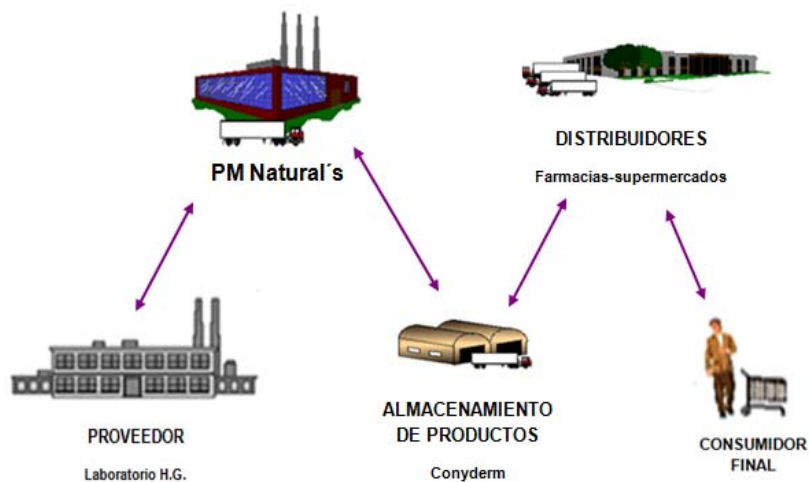 PM Natural´s
DISTRIBUIDORES
Farmacias-supermercados
PROVEEDOR
Laboratorio H.G.
ALMACENAMIENTO
DE PRODUCTOS
Conyderm
CONSUMIDOR
FINAL